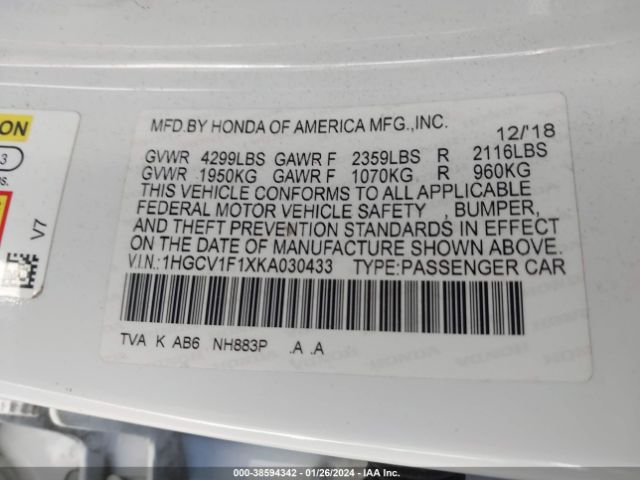 ON
3
s.
V7
MFD.BY HONDA OF AMERICA MFG.,INC.
12/'18
GVWR 4299LBS GAWR F 2359LBS R 2116LBS
GVWR 1950KG GAWR F 1070KG R 960KG
THIS VEHICLE CONFORMS TO ALL APPLICABLE
FEDERAL MOTOR VEHICLE SAFETY , BUMPER,
AND THEFT PREVENTION STANDARDS IN EFFECT
ON THE DATE OF MANUFACTURE SHOWN ABOVE.
V.I.N.:1HGCV1F1XKA030433 TYPE:PASSENGER CAR
TVA K AB6 NH883P .A .A
000-38594342 - 01/26/2024 - IAA Inc.